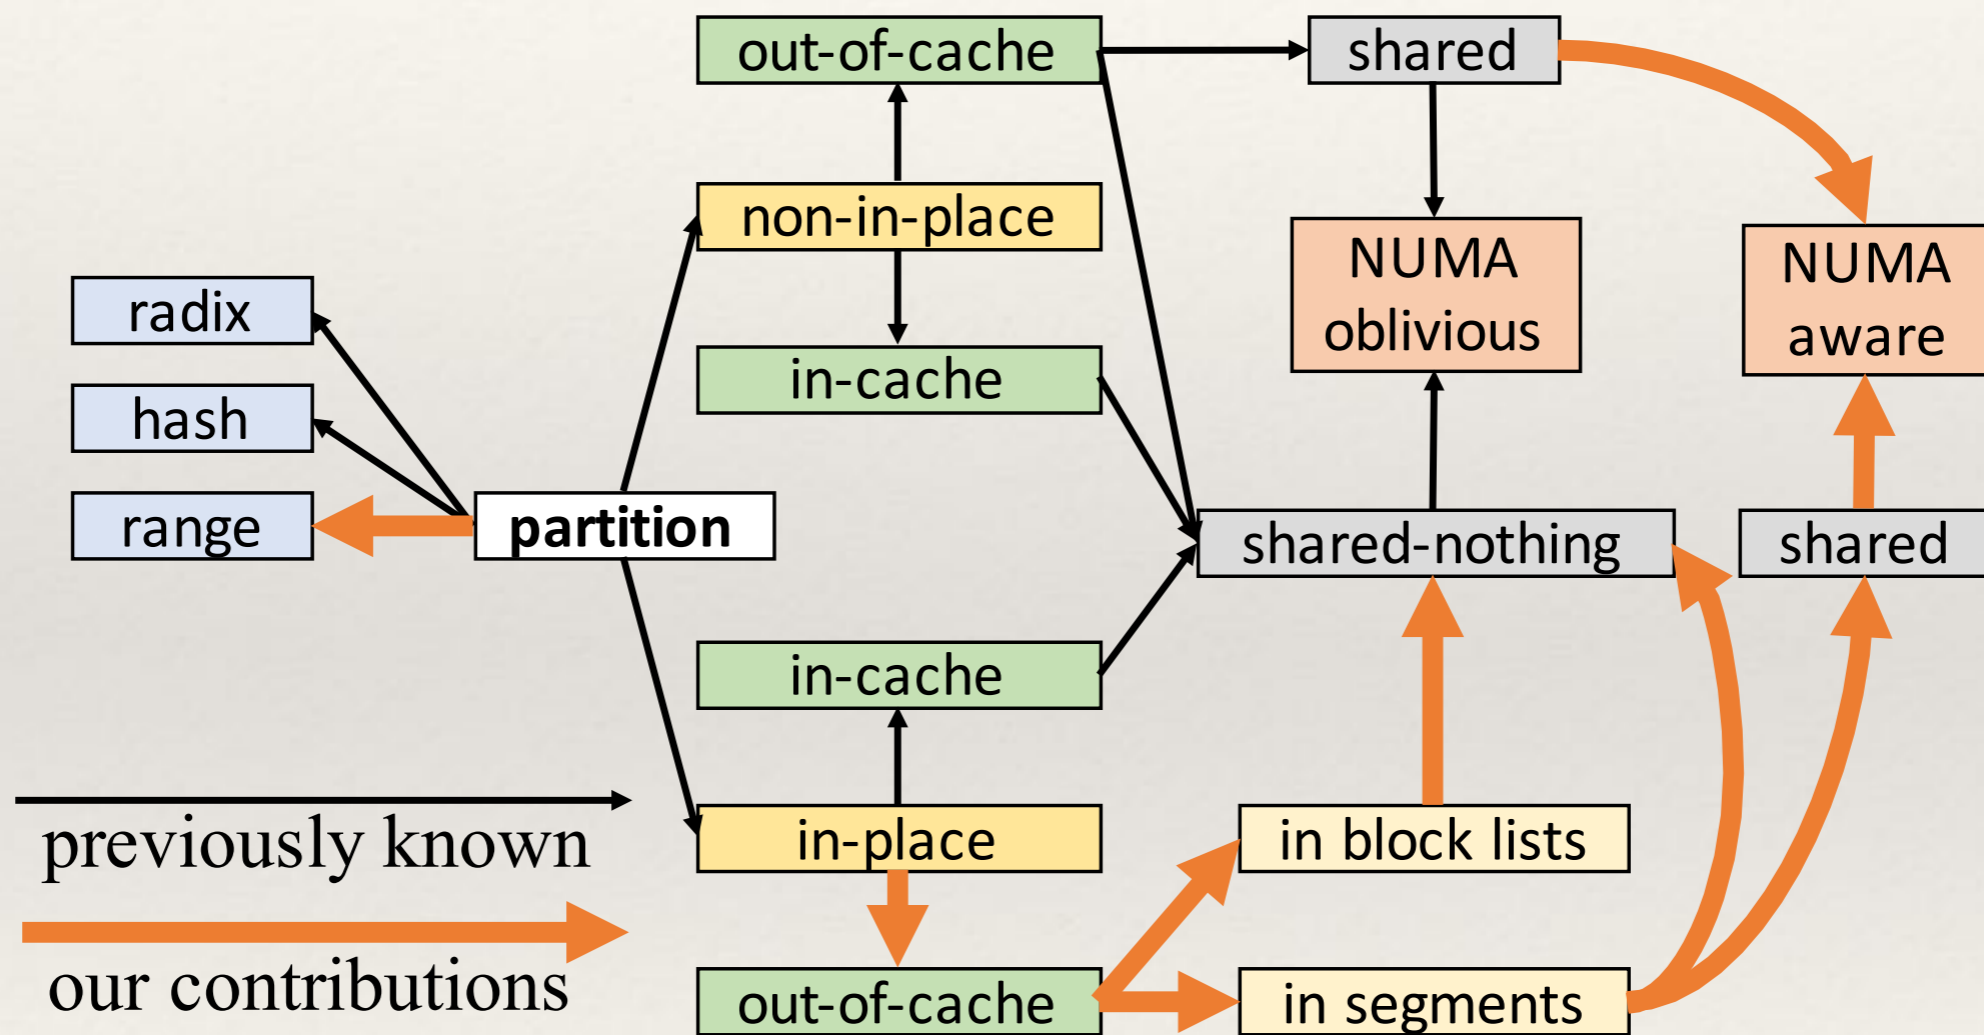 out-of-cache
shared
non-in-place
NUMA
oblivious
NUMA
aware
radix
in-cache
hash
range
partition
shared-nothing
shared
in-cache
previously known
in-place
in block lists
our contributions
out-of-cache
in segments